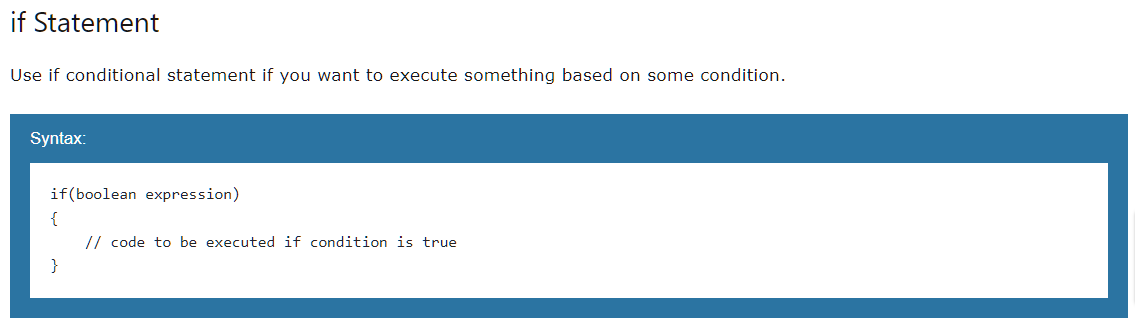 if Statement
Use if conditional statement if you want to execute something based on some condition.
Syntax:
if(boolean expression)
{
    // code to be executed if condition is true
}